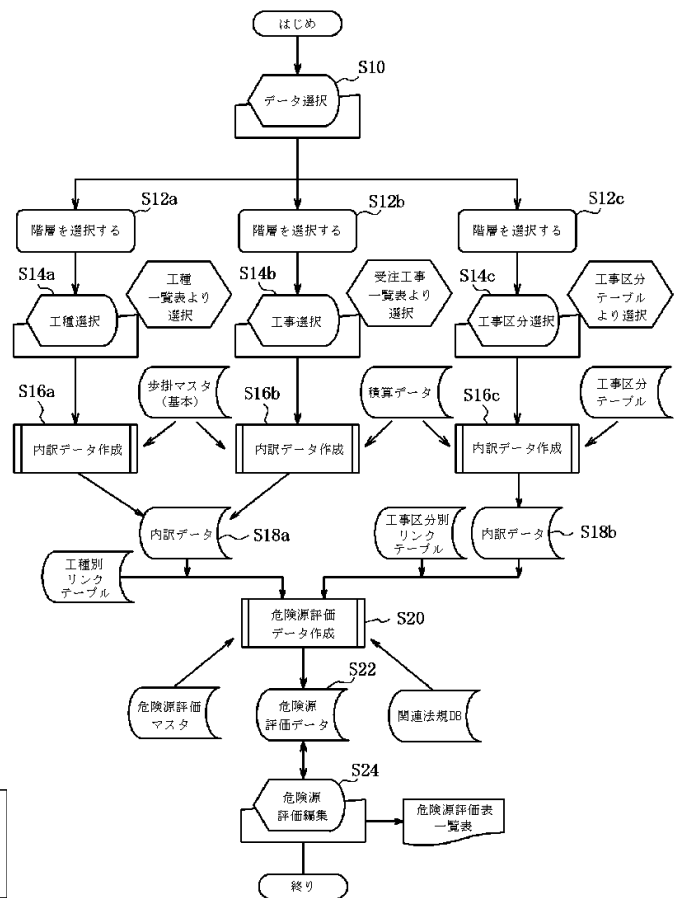 はじめ
S10
データ選択
S12a
S12b
S12c
階層を選択する
階層を選択する
階層を選択する
S14a
工種
一覧表より
選択
S14b
受注工事
一覧表より
選択
S14c
工事区分
テーブル
より選択
工種選択
工事選択
工事区分選択
S16a
歩掛マスタ
(基本)
S16b
積算データ
S16c
工事区分
テーブル
内訳データ作成
内訳データ作成
内訳データ作成
内訳データ
S18a
工事区分別
リンク
テーブル
内訳データ
S18b
工種別
リンク
テーブル
危険源評価
データ作成
S20
S22
危険源評価
マスタ
危険源
評価データ
関連法規DB
S24
危険源
評価編集
危険源評価表
一覧表
終り